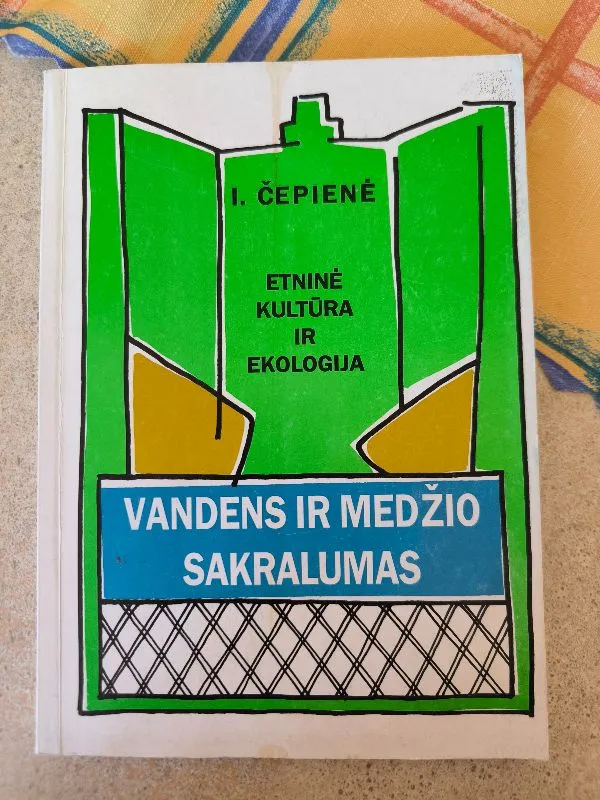 I. ČEPIENĖ
ETNINĖ
KULTŪRA
IR
EKOLOGIJA
VANDENS IR MEDŽIO
SAKRALUMAS